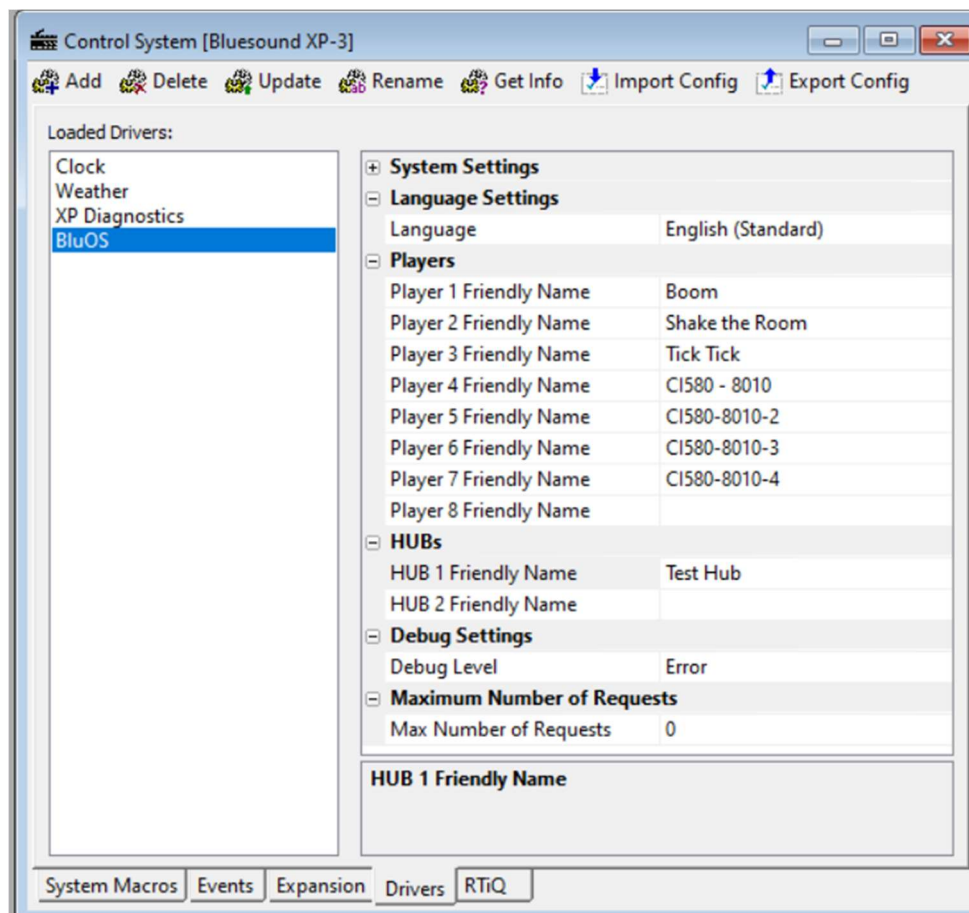 Control System [Bluesound XP-3]
Add Delete Update Rename Get Info Import Config Export Config
Loaded Drivers:
Clock
Weather
XP Diagnostics
BluOS
System Settings
Language Settings
Language English (Standard)
Players
Player 1 Friendly Name Boom
Player 2 Friendly Name Shake the Room
Player 3 Friendly Name Tick Tick
Player 4 Friendly Name CI580 - 8010
Player 5 Friendly Name CI580-8010-2
Player 6 Friendly Name CI580-8010-3
Player 7 Friendly Name CI580-8010-4
Player 8 Friendly Name
HUBs
HUB 1 Friendly Name Test Hub
HUB 2 Friendly Name
Debug Settings
Debug Level Error
Maximum Number of Requests
Max Number of Requests 0
HUB 1 Friendly Name
System Macros Events Expansion Drivers RTiQ